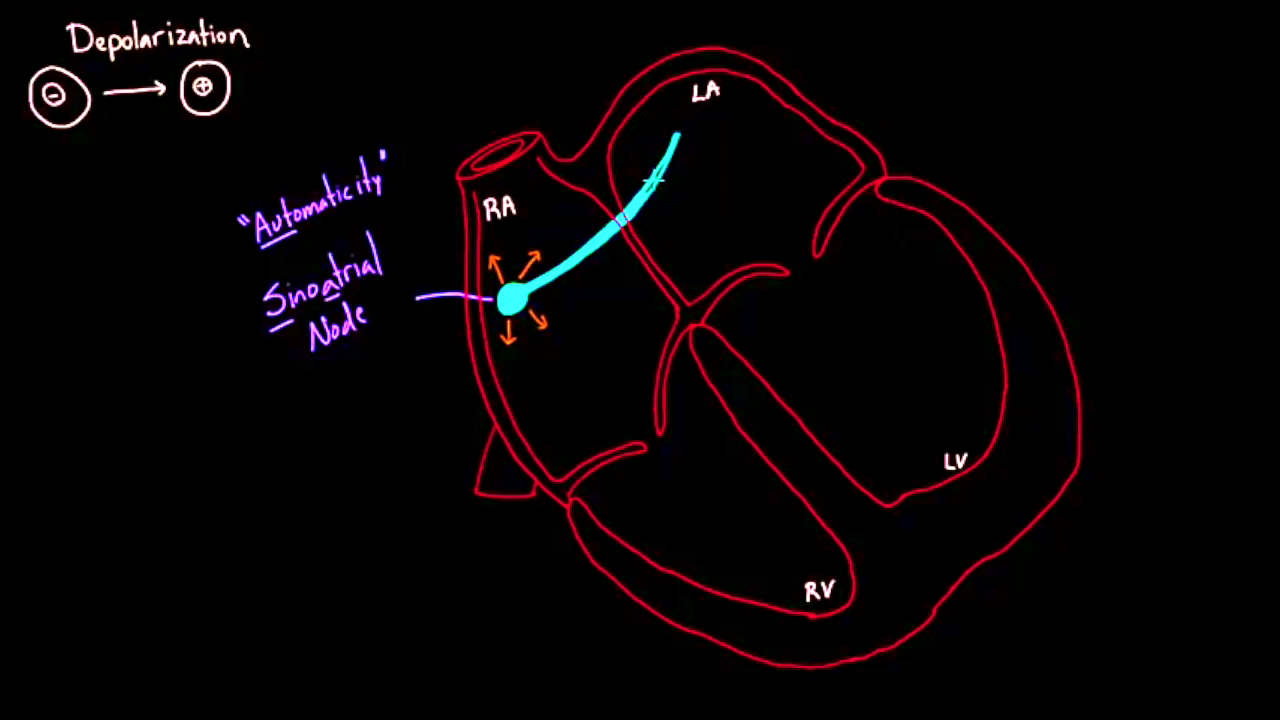 Depolarization
- → +
"Automaticity"
Sinoatrial
Node
RA
LA
LV
RV